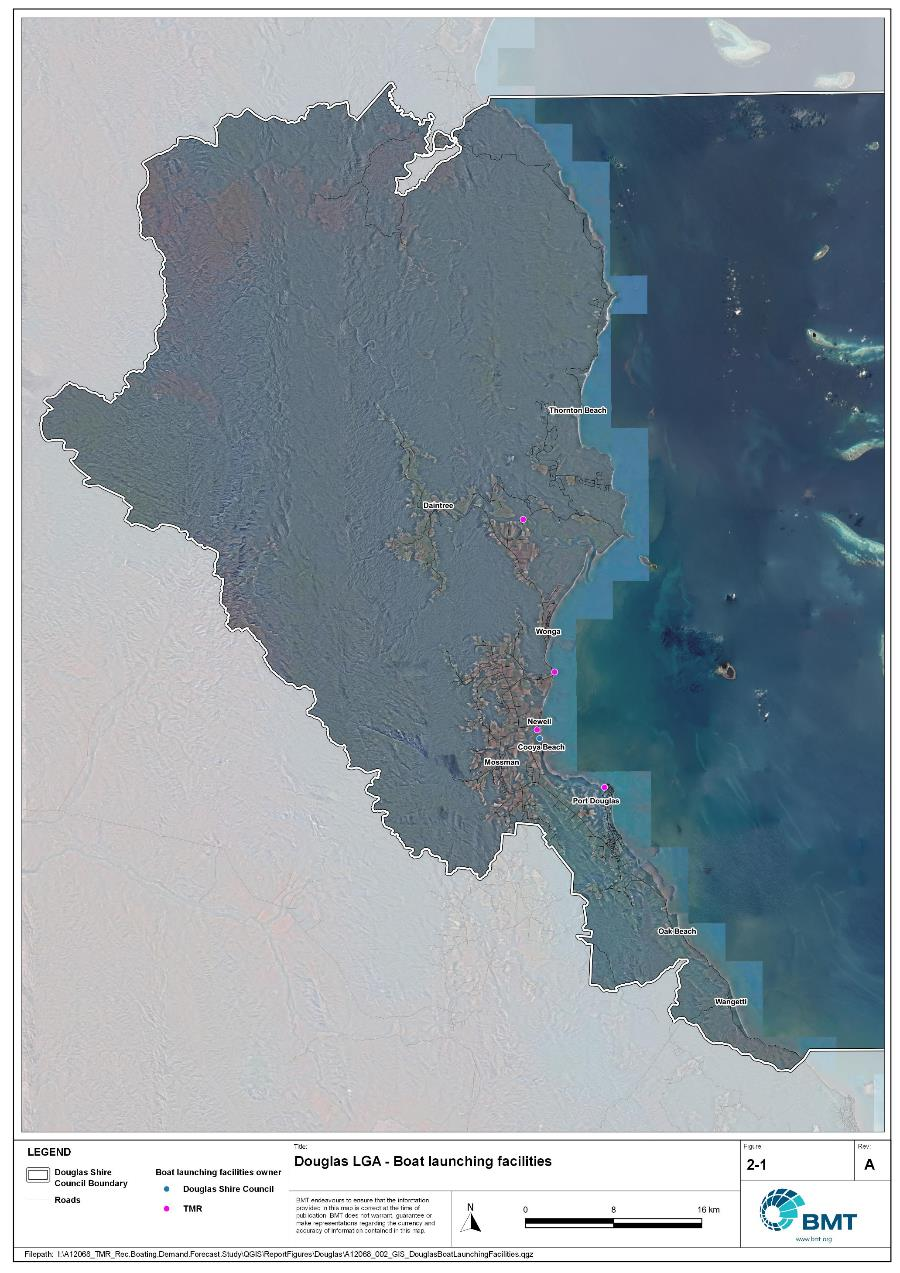 Thornton Beach
Daintree
Wonga
Newell
Cooya Beach
Mossman
Port Douglas
Oak Beach
Wangetti
LEGEND
Douglas Shire
Council Boundary
Roads
Boat launching facilities owner
Douglas Shire Council
TMR
Title:
Douglas LGA - Boat launching facilities
BMT endeavours to ensure that the information
provided in this map is correct at the time of
publication. BMT does not warrant, guarantee or
make representations regarding the currency and
accuracy of information contained in this map.
N
0 8 16 km
Figure
2-1
Rev:
A
BMT
www.bmt.org
Filepath: I:\A12068_TMR_Rec.Boating.Demand.Forecast.Study\QGIS\ReportFigures\Douglas\A12068_002_GIS_DouglasBoatLaunchingFacilities.qgz